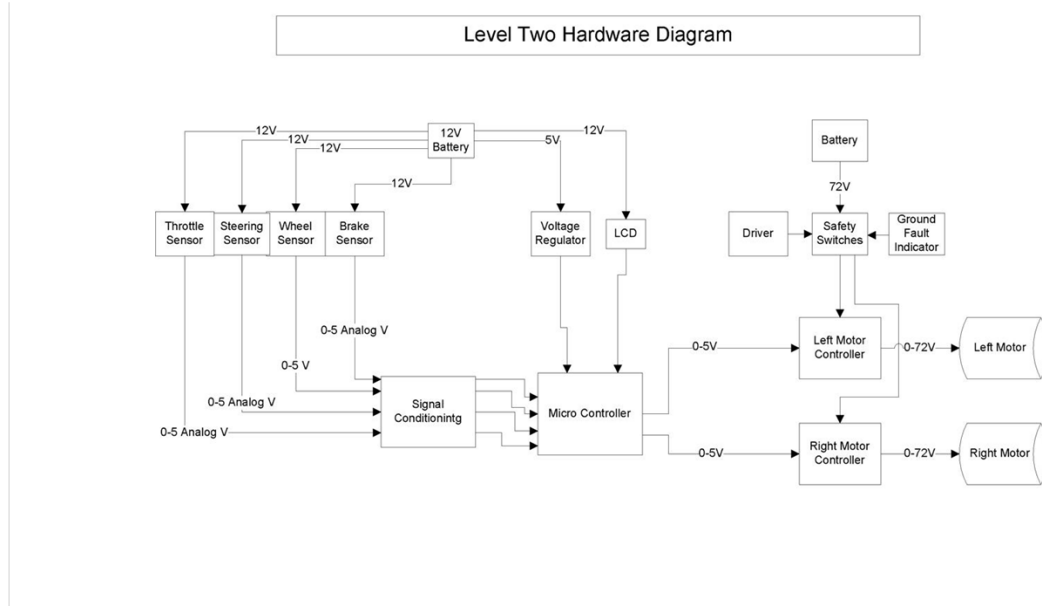 Level Two Hardware Diagram
12V
Battery
12V
12V
12V
12V
5V
12V
Battery
72V
Throttle
Sensor
Steering
Sensor
Wheel
Sensor
Brake
Sensor
Voltage
Regulator
LCD
Driver
Safety
Switches
Ground
Fault
Indicator
0-5 Analog V
0-5 V
0-5 Analog V
0-5 Analog V
Signal
Conditionintg
Micro Controller
0-5V
0-5V
Left Motor
Controller
0-72V
Left Motor
Right Motor
Controller
0-72V
Right Motor